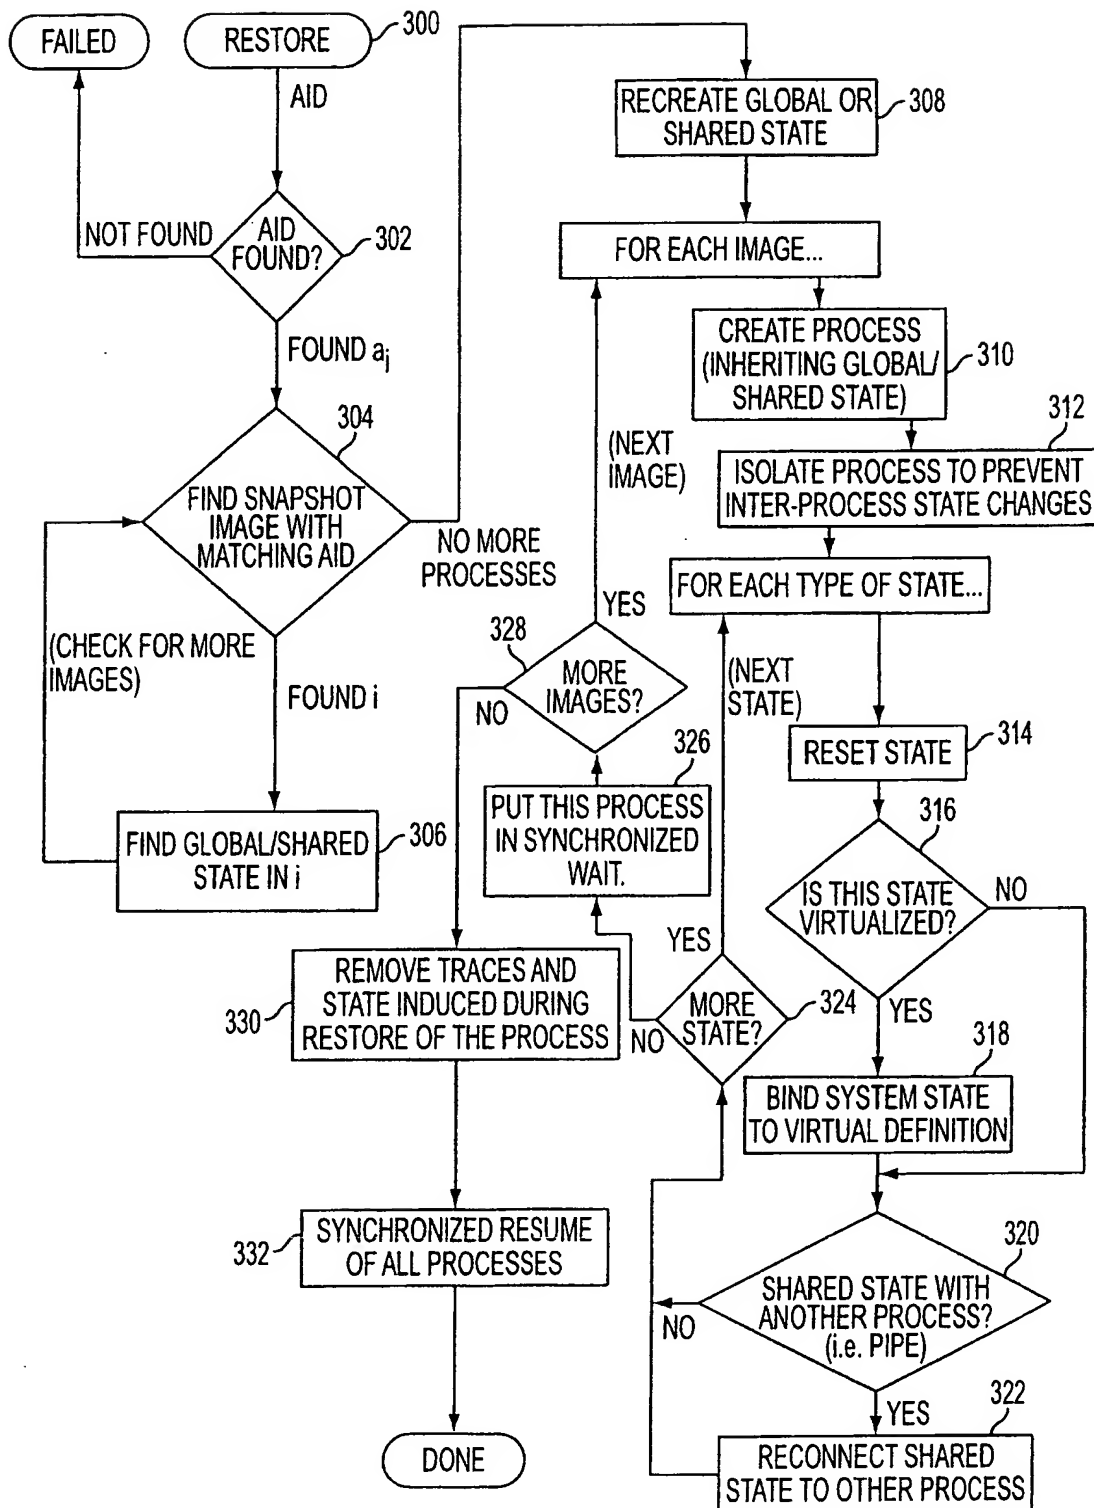 FAILED
RESTORE
300
AID
NOT FOUND
AID
FOUND?
302
FOUND aj
304
FIND SNAPSHOT
IMAGE WITH
MATCHING AID
NO MORE
PROCESSES
(CHECK FOR MORE
IMAGES)
FOUND i
FIND GLOBAL/SHARED
STATE IN i
306
RECREATE GLOBAL OR
SHARED STATE
308
FOR EACH IMAGE...
CREATE PROCESS
(INHERITING GLOBAL/
SHARED STATE)
310
312
ISOLATE PROCESS TO PREVENT
INTER-PROCESS STATE CHANGES
(NEXT
IMAGE)
FOR EACH TYPE OF STATE...
YES
328
MORE
IMAGES?
NO
(NEXT
STATE)
RESET STATE
314
326
PUT THIS PROCESS
IN SYNCHRONIZED
WAIT.
316
IS THIS STATE
VIRTUALIZED?
NO
YES
YES
MORE
STATE?
324
NO
318
BIND SYSTEM STATE
TO VIRTUAL DEFINITION
330
REMOVE TRACES AND
STATE INDUCED DURING
RESTORE OF THE PROCESS
332
SYNCHRONIZED RESUME
OF ALL PROCESSES
320
SHARED STATE WITH
ANOTHER PROCESS?
(i.e. PIPE)
NO
YES
322
RECONNECT SHARED
STATE TO OTHER PROCESS
DONE